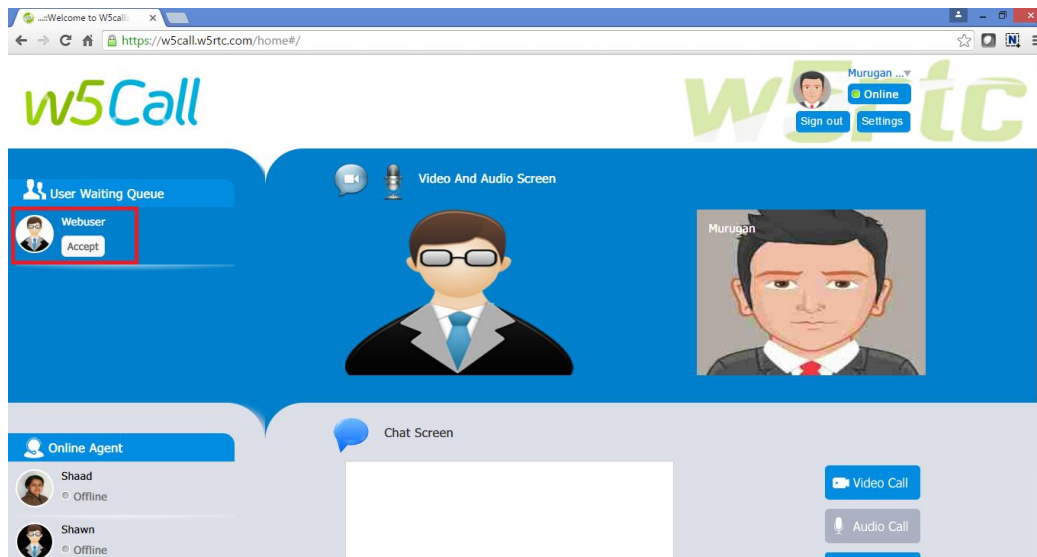 ...::Welcome to W5call:
https://w5call.w5rtc.com/home#/
w5Call
w5rtc
Murugan ...
Online
Sign out
Settings
User Waiting Queue
Webuser
Accept
Video And Audio Screen
Murugan
Online Agent
Shaad
Offline
Shawn
Offline
Chat Screen
Video Call
Audio Call